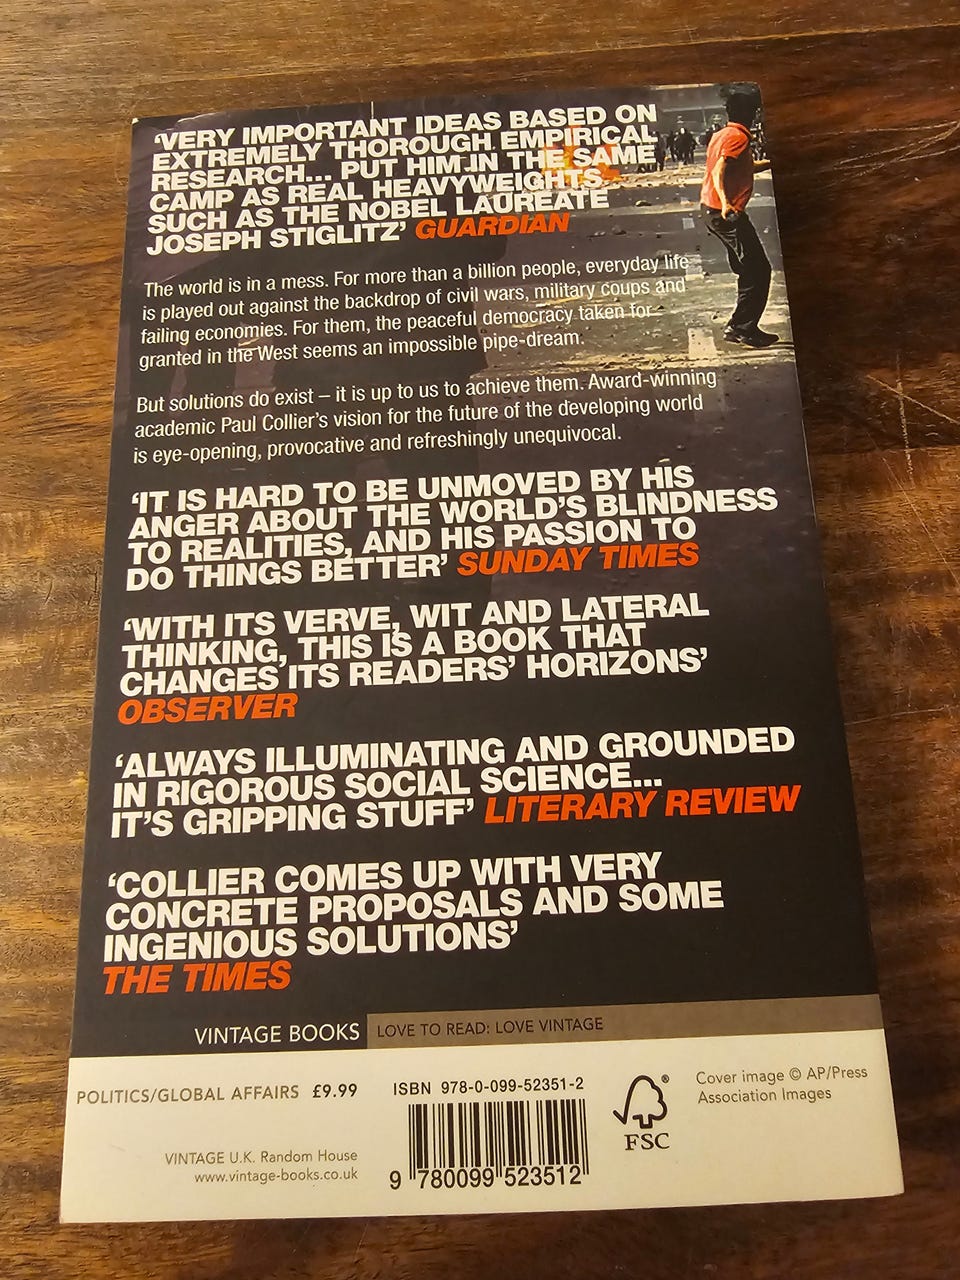 ‘VERY IMPORTANT IDEAS BASED ON
EXTREMELY THOROUGH EMPIRICAL
RESEARCH... PUT HIM IN THE SAME
CAMP AS REAL HEAVYWEIGHTS
SUCH AS THE NOBEL LAUREATE
JOSEPH STIGLITZ’ GUARDIAN
The world is in a mess. For more than a billion people, everyday life
is played out against the backdrop of civil wars, military coups and
failing economies. For them, the peaceful democracy taken for
granted in the West seems an impossible pipe-dream.
But solutions do exist – it is up to us to achieve them. Award-winning
academic Paul Collier’s vision for the future of the developing world
is eye-opening, provocative and refreshingly unequivocal.
‘IT IS HARD TO BE UNMOVED BY HIS
ANGER ABOUT THE WORLD’S BLINDNESS
TO REALITIES, AND HIS PASSION TO
DO THINGS BETTER’ SUNDAY TIMES
‘WITH ITS VERVE, WIT AND LATERAL
THINKING, THIS IS A BOOK THAT
CHANGES ITS READERS’ HORIZONS’
OBSERVER
‘ALWAYS ILLUMINATING AND GROUNDED
IN RIGOROUS SOCIAL SCIENCE...
IT’S GRIPPING STUFF’ LITERARY REVIEW
‘COLLIER COMES UP WITH VERY
CONCRETE PROPOSALS AND SOME
INGENIOUS SOLUTIONS’
THE TIMES
VINTAGE BOOKS LOVE TO READ: LOVE VINTAGE
POLITICS/GLOBAL AFFAIRS £9.99
VINTAGE U.K. Random House
www.vintage-books.co.uk
ISBN 978-0-099-52351-2
9 780099 523512
®
FSC
Cover image © AP/Press
Association Images